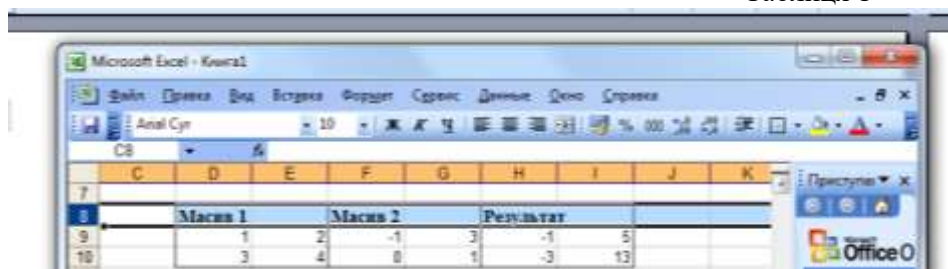 Microsoft Excel - Книга1
Файл Правка Вид Вставка Формат Сервис Данные Окно Справка
Arial Cyr 10 Ж К Ч % 000
C8 fx
C D E F G H I J K
7
8 Масив 1 Масив 2 Результат
9 1 2 -1 3 -1 5
10 3 4 0 1 -3 13
Office O